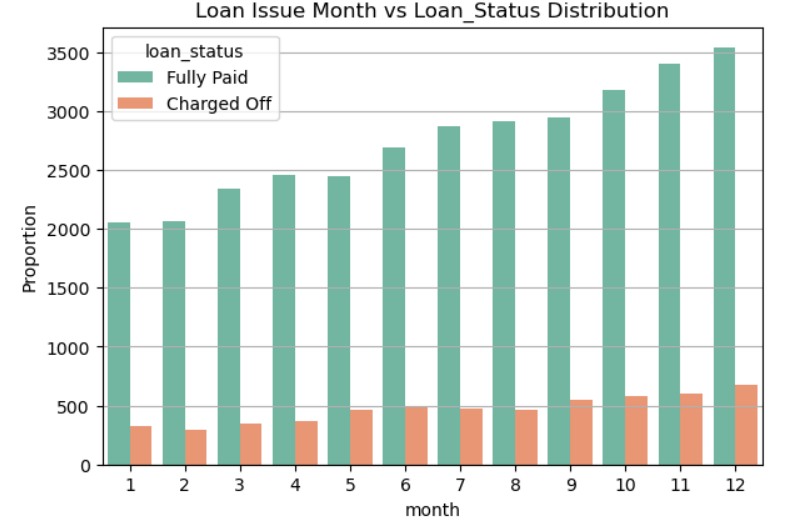 Loan Issue Month vs Loan_Status Distribution
loan_status
Fully Paid
Charged Off
Proportion
3500
3000
2500
2000
1500
1000
500
0
1 2 3 4 5 6 7 8 9 10 11 12
month